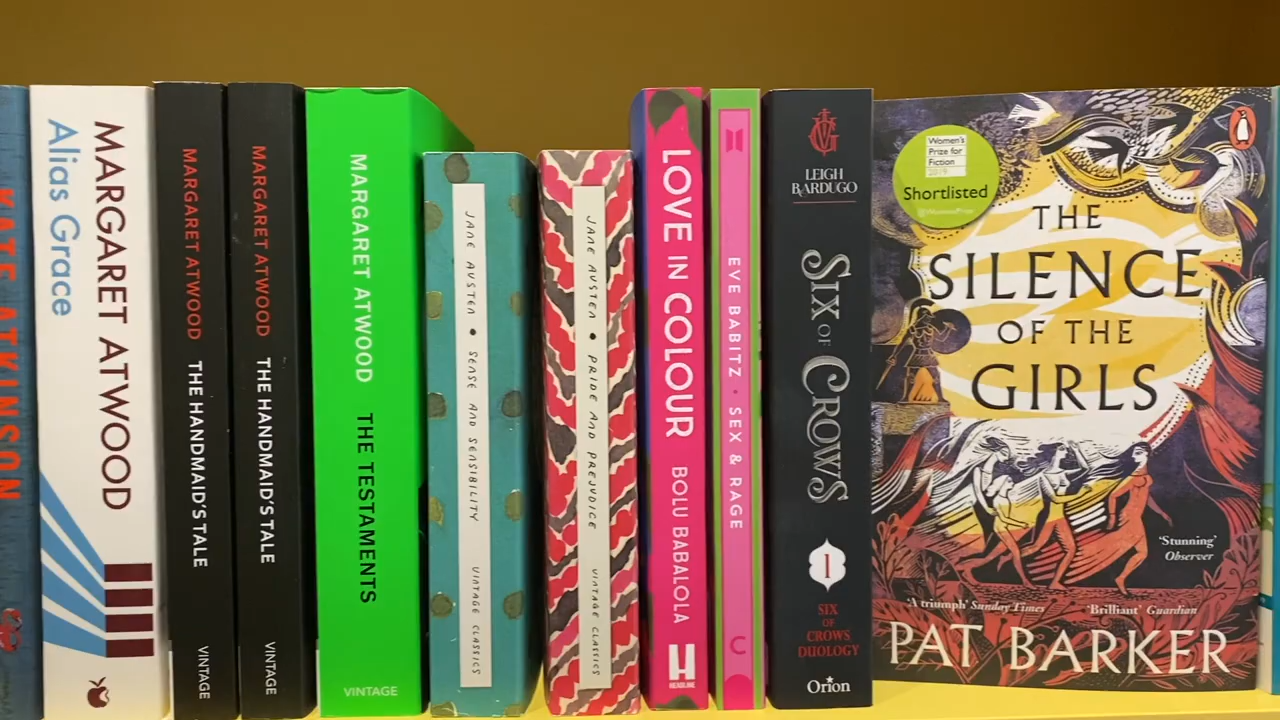 KATE ATKINSON
MARGARET ATWOOD
Alias Grace
MARGARET ATWOOD THE HANDMAID'S TALE VINTAGE
MARGARET ATWOOD THE HANDMAID'S TALE VINTAGE
MARGARET ATWOOD THE TESTAMENTS
VINTAGE
JANE AUSTEN • SENSE AND SENSIBILITY VINTAGE CLASSICS
JANE AUSTEN • PRIDE AND PREJUDICE VINTAGE CLASSICS
LOVE IN COLOUR BOLU BABALOLA
H
HEADLINE
EVE BABITZ • SEX & RAGE
LEIGH
BARDUGO
SIX OF CROWS
1
SIX
OF
CROWS
DUOLOGY
Orion
Women's
Prize for
Fiction
2019
Shortlisted
THE
SILENCE
OF THE
GIRLS
'Stunning'
Observer
'A triumph' Sunday Times 'Brilliant' Guardian
PAT BARKER